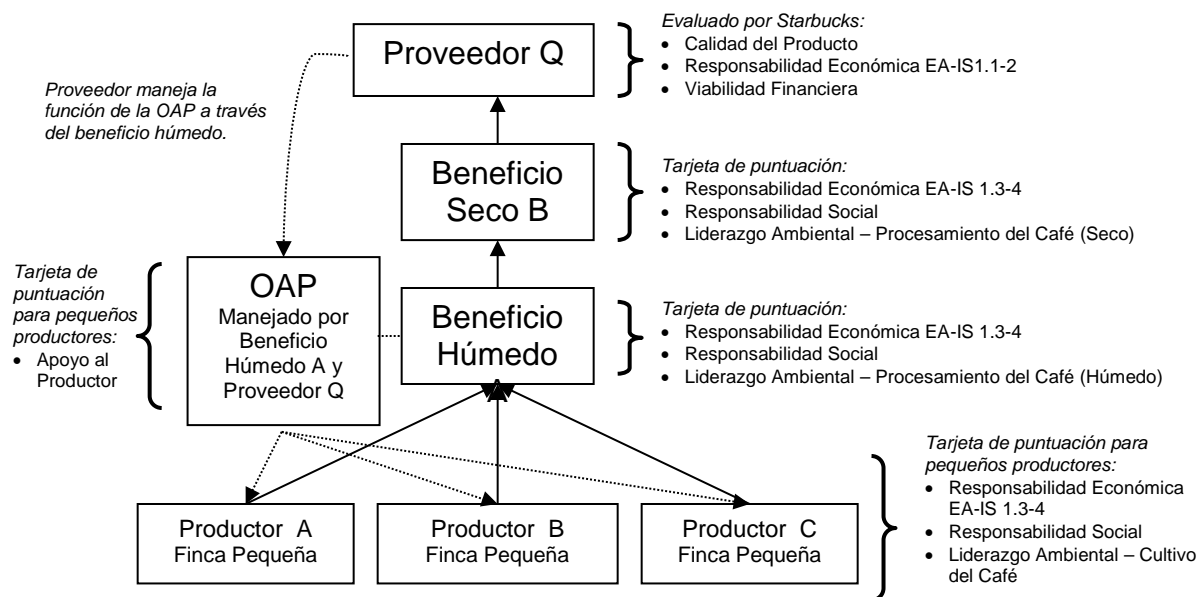 Evaluado por Starbucks:
• Calidad del Producto
• Responsabilidad Económica EA-IS1.1-2
• Viabilidad Financiera
Proveedor Q
Proveedor maneja la
función de la OAP a través
del beneficio húmedo.
Beneficio
Seco B
Tarjeta de puntuación:
• Responsabilidad Económica EA-IS 1.3-4
• Responsabilidad Social
• Liderazgo Ambiental – Procesamiento del Café (Seco)
Tarjeta de
puntuación
para pequeños
productores:
• Apoyo al
Productor
OAP
Manejado por
Beneficio
Húmedo A y
Proveedor Q
Beneficio
Húmedo
A
Tarjeta de puntuación:
• Responsabilidad Económica EA-IS 1.3-4
• Responsabilidad Social
• Liderazgo Ambiental – Procesamiento del Café (Húmedo)
Productor A
Finca Pequeña
Productor B
Finca Pequeña
Productor C
Finca Pequeña
Tarjeta de puntuación para
pequeños productores:
• Responsabilidad Económica
EA-IS 1.3-4
• Responsabilidad Social
• Liderazgo Ambiental – Cultivo
del Café